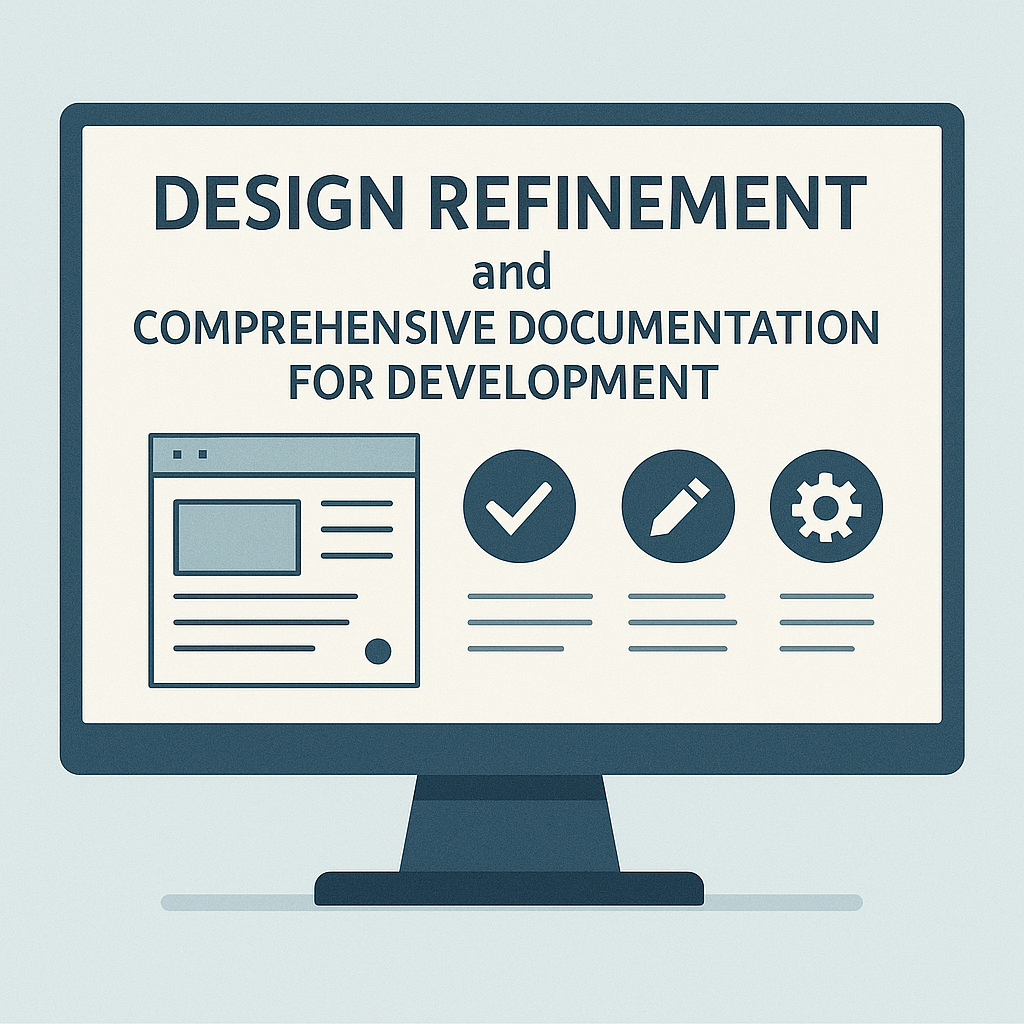 DESIGN REFINEMENT
and
COMPREHENSIVE DOCUMENTATION
FOR DEVELOPMENT